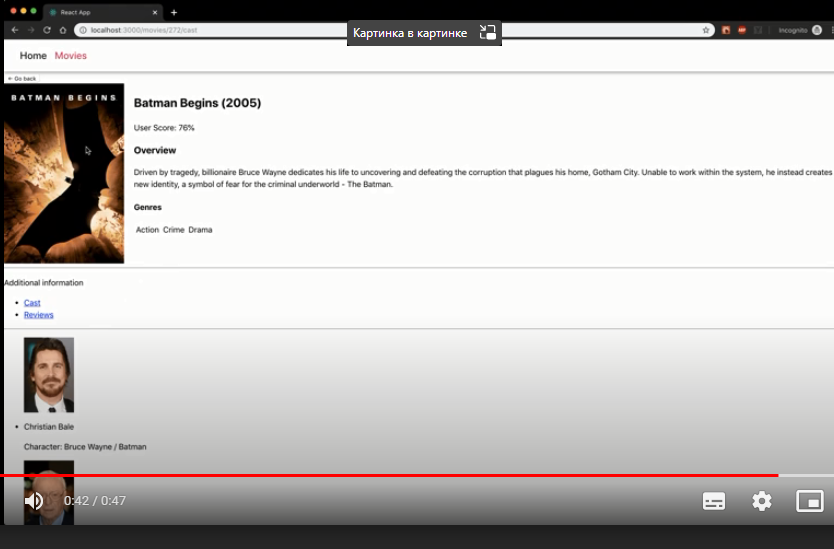 React App
localhost:3000/movies/272/cast
Incognito
Картинка в картинке
Home Movies
← Go back
BATMAN BEGINS
Batman Begins (2005)
User Score: 76%
Overview
Driven by tragedy, billionaire Bruce Wayne dedicates his life to uncovering and defeating the corruption that plagues his home, Gotham City. Unable to work within the system, he instead creates
new identity, a symbol of fear for the criminal underworld - The Batman.
Genres
Action Crime Drama
Additional information
Cast
Reviews
Christian Bale
Character: Bruce Wayne / Batman
0:42 / 0:47